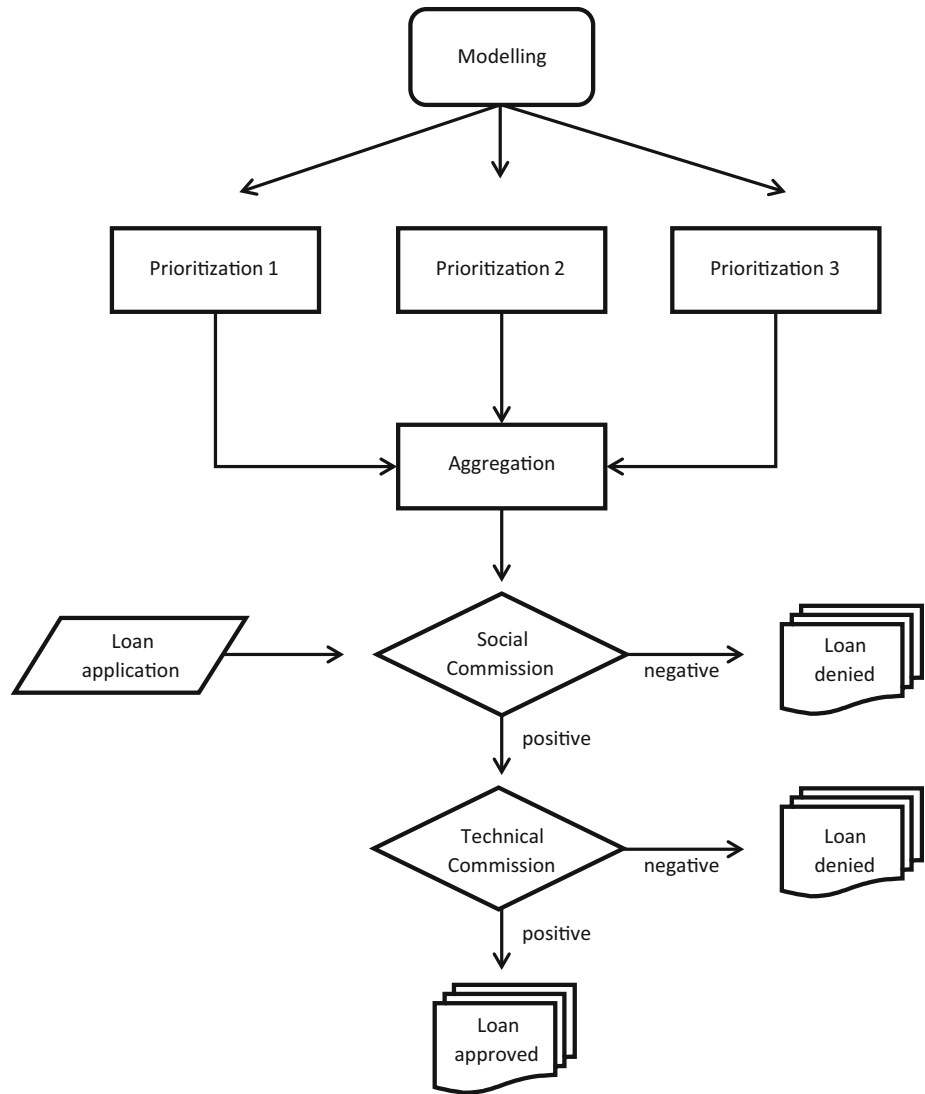 Modelling
Prioritization 1
Prioritization 2
Prioritization 3
Aggregation
Loan
application
Social
Commission
negative
Loan
denied
positive
Technical
Commission
negative
Loan
denied
positive
Loan
approved